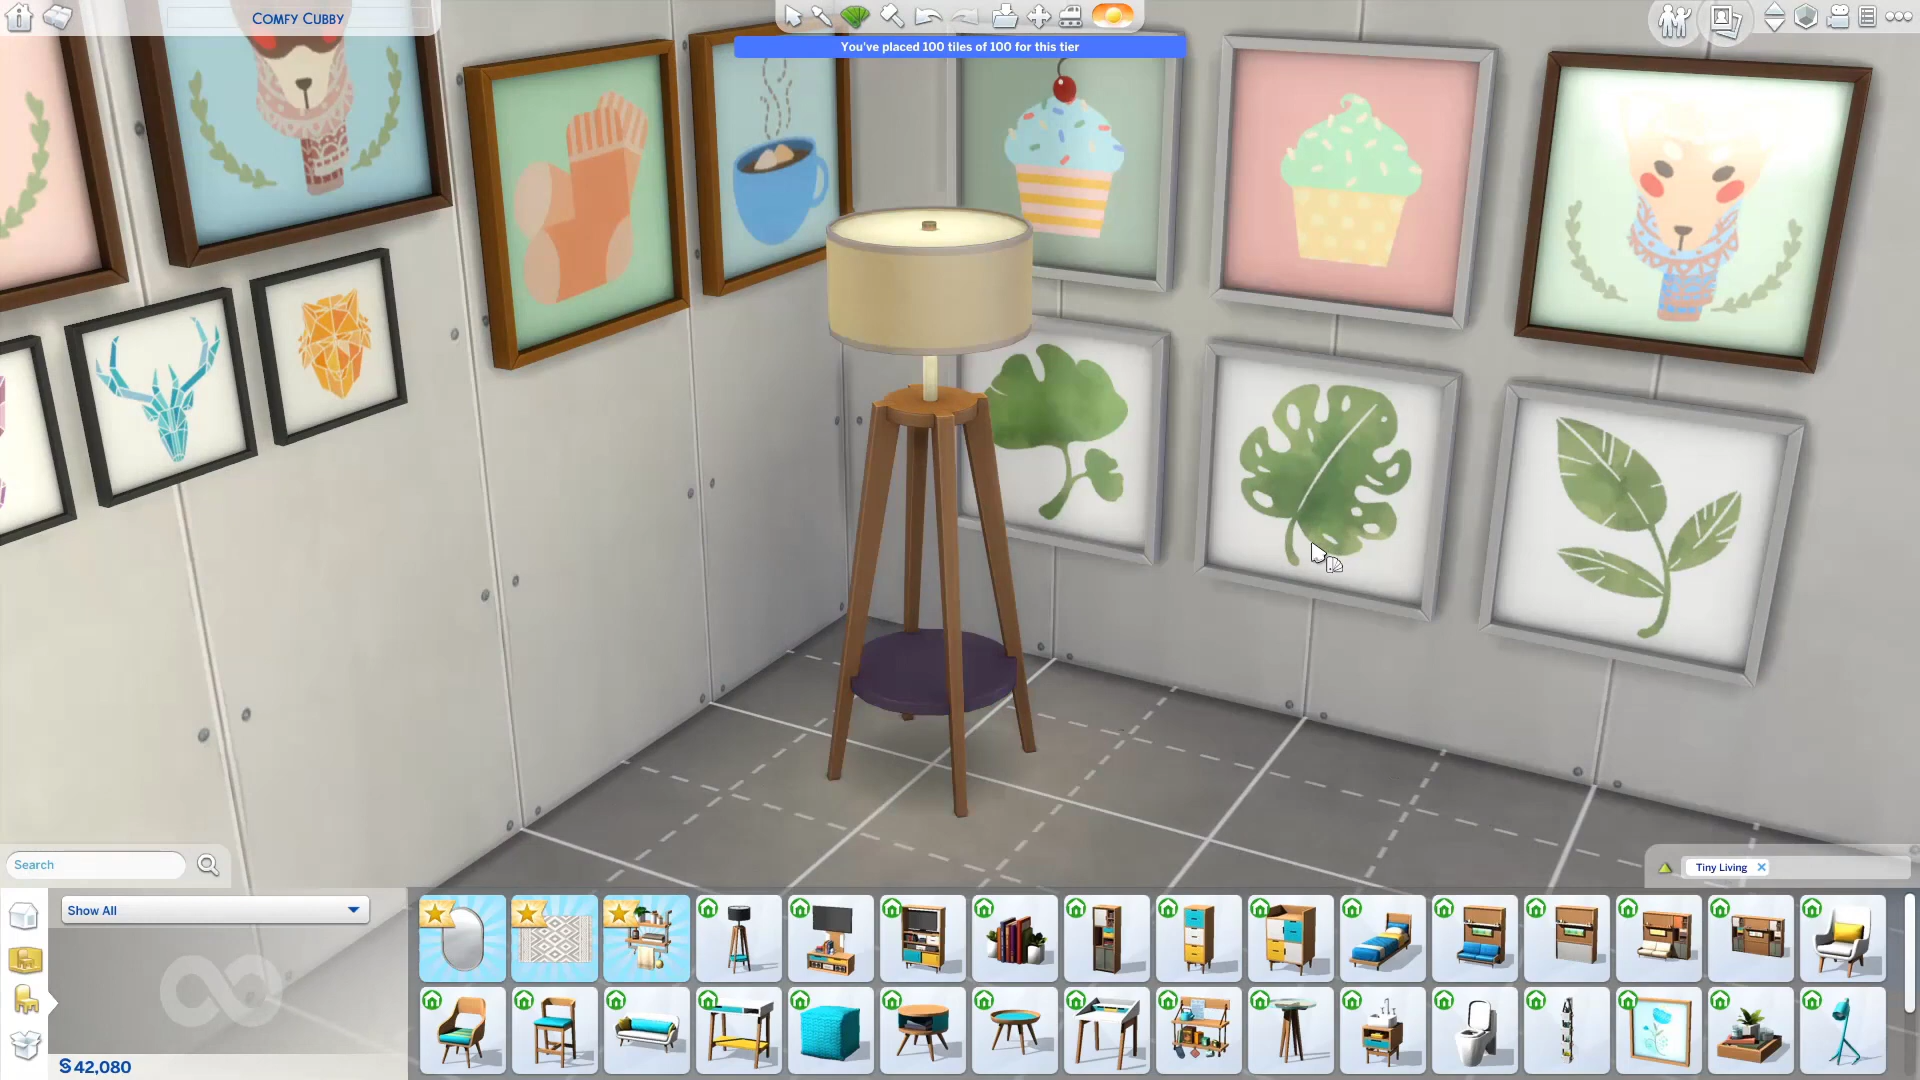 COMFY CUBBY
You've placed 100 tiles of 100 for this tier
Search
Tiny Living
Show All
§42,080